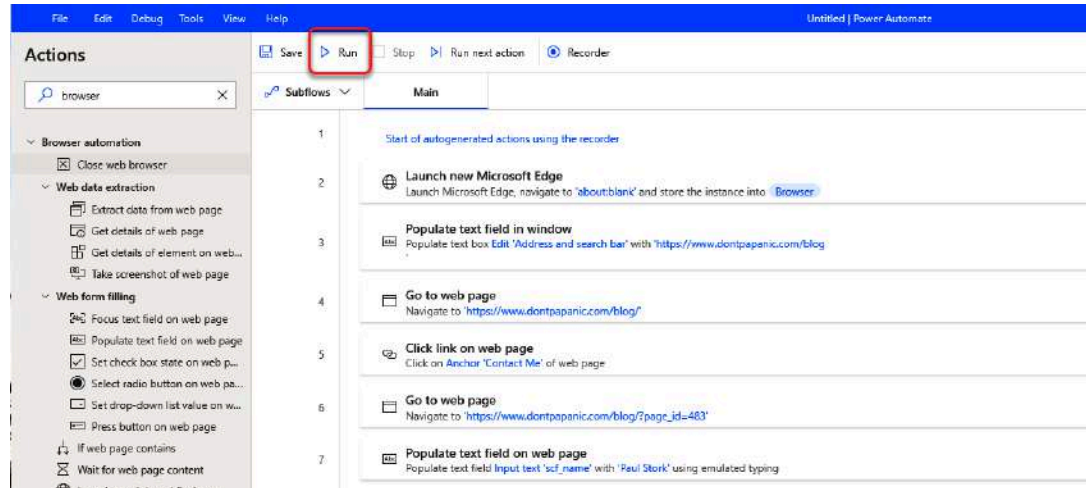 File Edit Debug Tools View Help Untitled | Power Automate
Actions
Save Run Stop Run next action Recorder
browser
Subflows Main
Browser automation
Close web browser
Web data extraction
Extract data from web page
Get details of web page
Get details of element on web...
Take screenshot of web page
Web form filling
Focus text field on web page
Populate text field on web page
Set check box state on web p...
Select radio button on web pa...
Set drop-down list value on w...
Press button on web page
If web page contains
Wait for web page content
1 Start of autogenerated actions using the recorder
2 Launch new Microsoft Edge
Launch Microsoft Edge, navigate to 'about:blank' and store the instance into Browser
3 Populate text field in window
Populate text box Edit 'Address and search bar' with 'https://www.dontpapanic.com/blog
'
4 Go to web page
Navigate to 'https://www.dontpapanic.com/blog/'
5 Click link on web page
Click on Anchor 'Contact Me' of web page
6 Go to web page
Navigate to 'https://www.dontpapanic.com/blog/?page_id=483'
7 Populate text field on web page
Populate text field Input text 'scf_name' with 'Paul Stork' using emulated typing